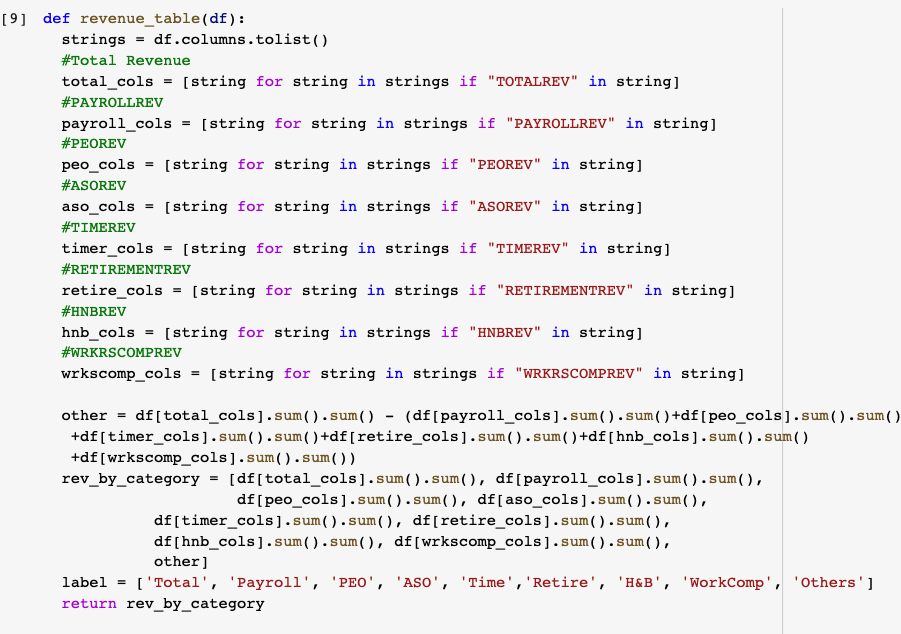 [9] def revenue_table(df):
strings = df.columns.tolist()
#Total Revenue
total_cols = [string for string in strings if "TOTALREV" in string]
#PAYROLLREV
payroll_cols = [string for string in strings if "PAYROLLREV" in string]
#PEOREV
peo_cols = [string for string in strings if "PEOREV" in string]
#ASOREV
aso_cols = [string for string in strings if "ASOREV" in string]
#TIMEREV
timer_cols = [string for string in strings if "TIMEREV" in string]
#RETIREMENTREV
retire_cols = [string for string in strings if "RETIREMENTREV" in string]
#HNBREV
hnb_cols = [string for string in strings if "HNBREV" in string]
#WRKRSCOMPREV
wrkscomp_cols = [string for string in strings if "WRKRSCOMPREV" in string]
other = df[total_cols].sum().sum() - (df[payroll_cols].sum().sum()+df[peo_cols].sum().sum()
+df[timer_cols].sum().sum()+df[retire_cols].sum().sum()+df[hnb_cols].sum().sum()
+df[wrkscomp_cols].sum().sum())
rev_by_category = [df[total_cols].sum().sum(), df[payroll_cols].sum().sum(),
df[peo_cols].sum().sum(), df[aso_cols].sum().sum(),
df[timer_cols].sum().sum(), df[retire_cols].sum().sum(),
df[hnb_cols].sum().sum(), df[wrkscomp_cols].sum().sum(),
other]
label = ['Total', 'Payroll', 'PEO', 'ASO', 'Time','Retire', 'H&B', 'WorkComp', 'Others']
return rev_by_category